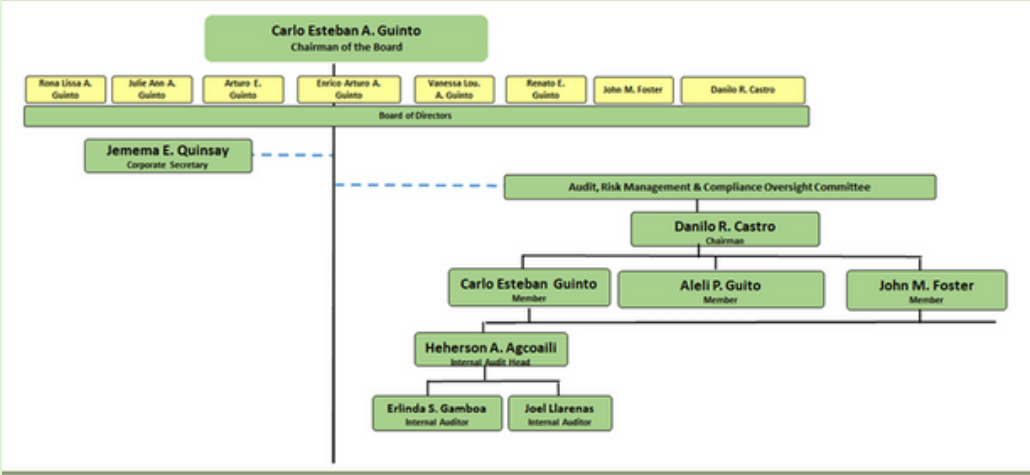 Carlo Esteban A. Guinto
Chairman of the Board
Rona Lissa A.
Guinto
Julie Ann A.
Guinto
Arturo E.
Guinto
Enrico Arturo A.
Guinto
Vanessa Lou.
A. Guinto
Renato E.
Guinto
John M. Foster
Danilo R. Castro
Board of Directors
Jemema E. Quinsay
Corporate Secretary
Audit, Risk Management & Compliance Oversight Committee
Danilo R. Castro
Chairman
Carlo Esteban Guinto
Member
Aleli P. Guito
Member
John M. Foster
Member
Heherson A. Agcoaili
Internal Audit Head
Erlinda S. Gamboa
Internal Auditor
Joel Llarenas
Internal Auditor